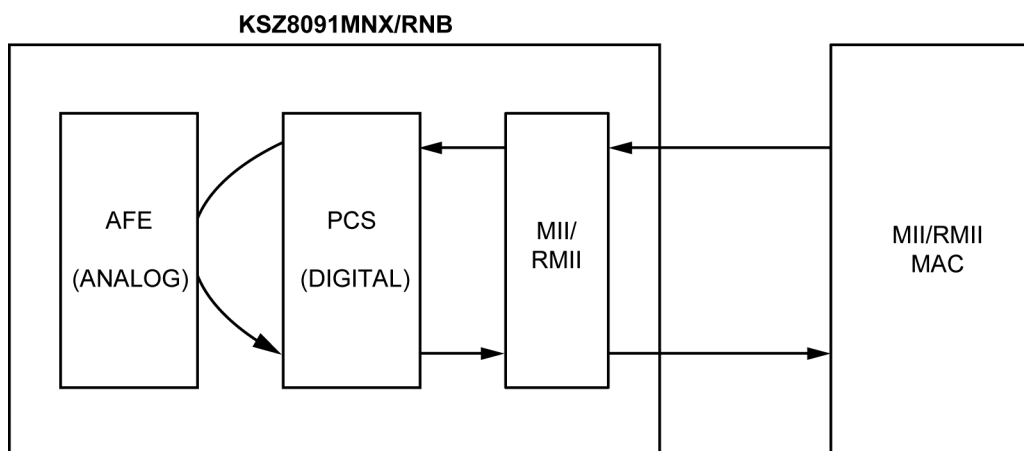 KSZ8091MNX/RNB
AFE
(ANALOG)
PCS
(DIGITAL)
MII/
RMII
MII/RMII
MAC